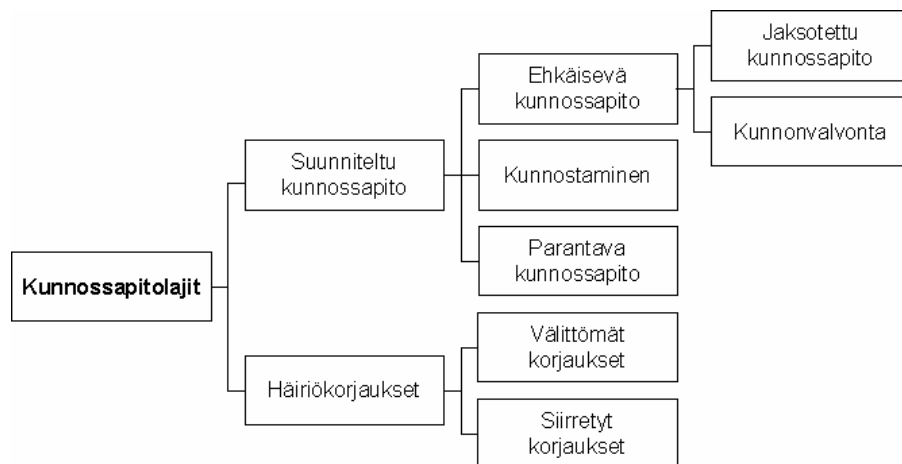 Kunnossapitolajit
Suunniteltu
kunnossapito
Ehkäisevä
kunnossapito
Jaksotettu
kunnossapito
Kunnonvalvonta
Kunnostaminen
Parantava
kunnossapito
Häiriökorjaukset
Välittömät
korjaukset
Siirretyt
korjaukset